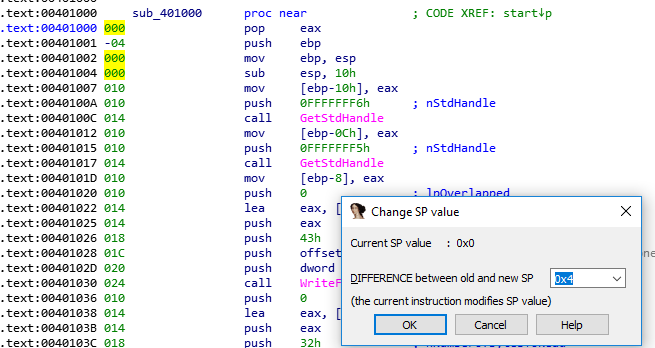 .text:00401000 sub_401000 proc near ; CODE XREF: start↓p
.text:00401000 000 pop eax
.text:00401001 -04 push ebp
.text:00401002 000 mov ebp, esp
.text:00401004 000 sub esp, 10h
.text:00401007 010 mov [ebp-10h], eax
.text:0040100A 010 push 0FFFFFFF6h ; nStdHandle
.text:0040100C 014 call GetStdHandle
.text:00401012 010 mov [ebp-0Ch], eax
.text:00401015 010 push 0FFFFFFF5h ; nStdHandle
.text:00401017 014 call GetStdHandle
.text:0040101D 010 mov [ebp-8], eax
.text:00401020 010 push 0 ; lpOverlapped
.text:00401022 014 lea eax, [
.text:00401025 014 push eax
.text:00401026 018 push 43h
.text:00401028 01C push offset
.text:0040102D 020 push dword
.text:00401030 024 call WriteF
.text:00401036 010 push 0
.text:00401038 014 lea eax, [
.text:0040103B 014 push eax
.text:0040103C 018 push 32h
Change SP value
Current SP value : 0x0
DIFFERENCE between old and new SP 0x4
(the current instruction modifies SP value)
OK Cancel Help